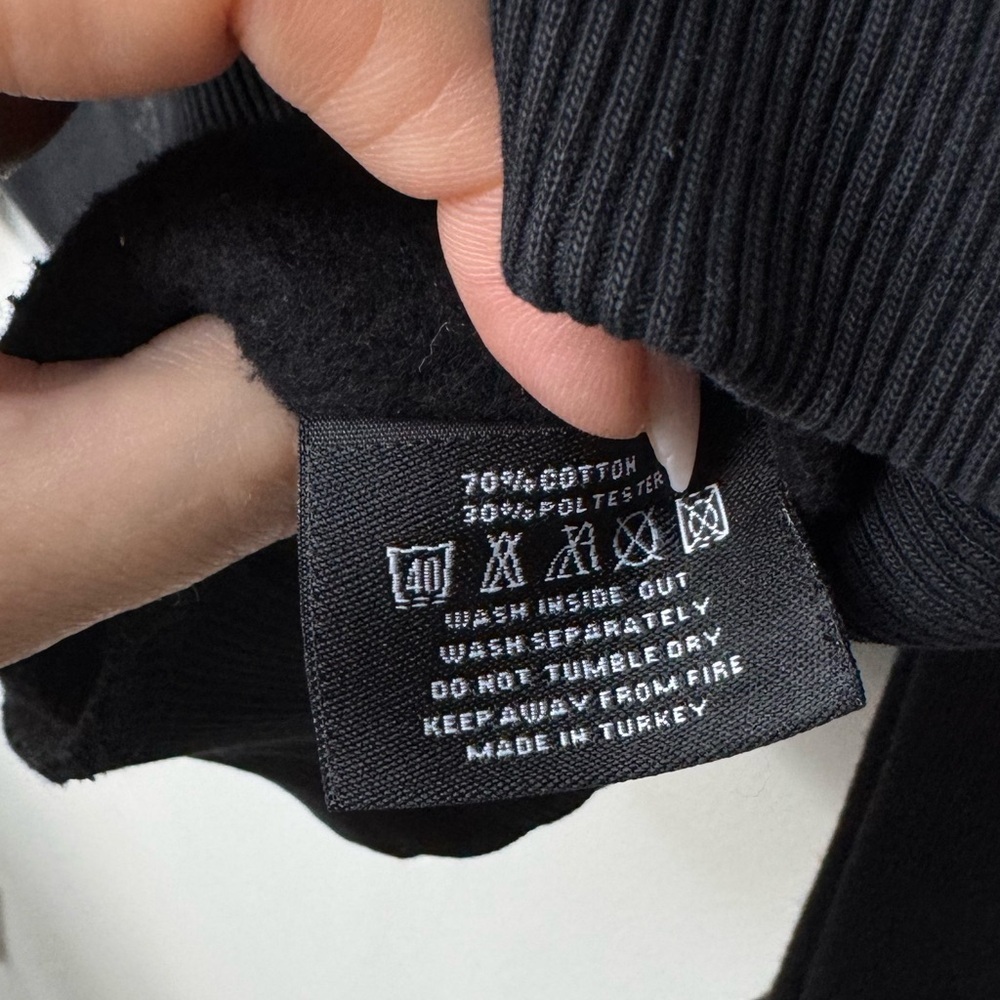 70% COTTON
30% POLYESTER
40
WASH INSIDE OUT
WASH SEPARATELY
DO NOT TUMBLE DRY
KEEP AWAY FROM FIRE
MADE IN TURKEY